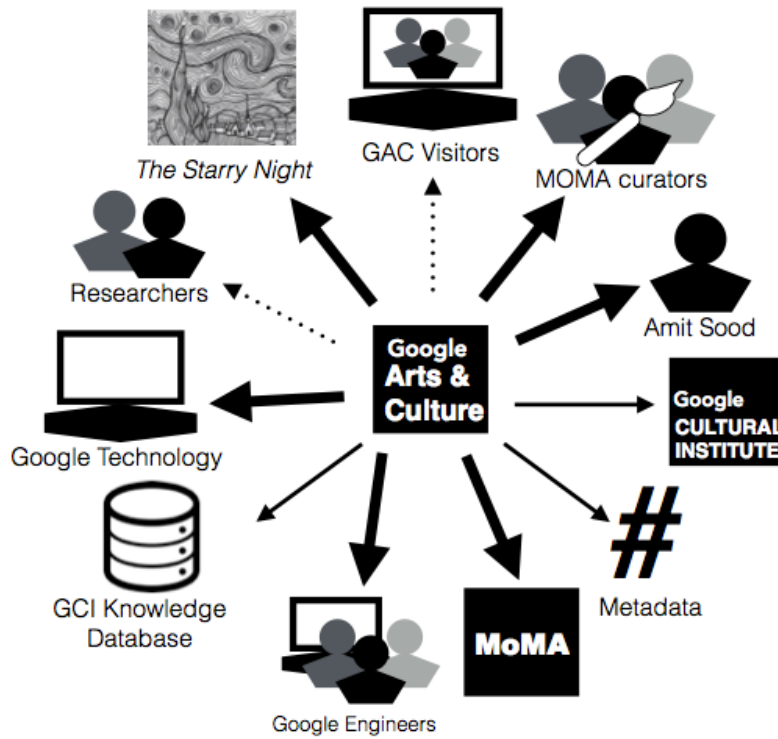 GAC Visitors
The Starry Night
MOMA curators
Researchers
Amit Sood
Google
Arts &
Culture
Google
CULTURAL
INSTITUTE
Google Technology
#
Metadata
GCI Knowledge
Database
MoMA
Google Engineers